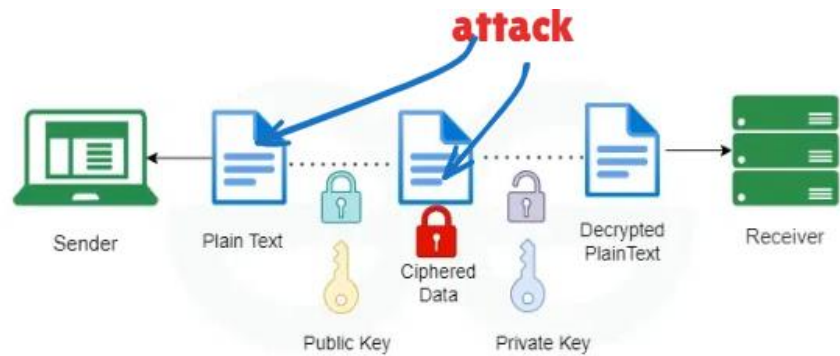 attack
Sender
Plain Text
Ciphered
Data
Decrypted
PlainText
Receiver
Public Key
Private Key